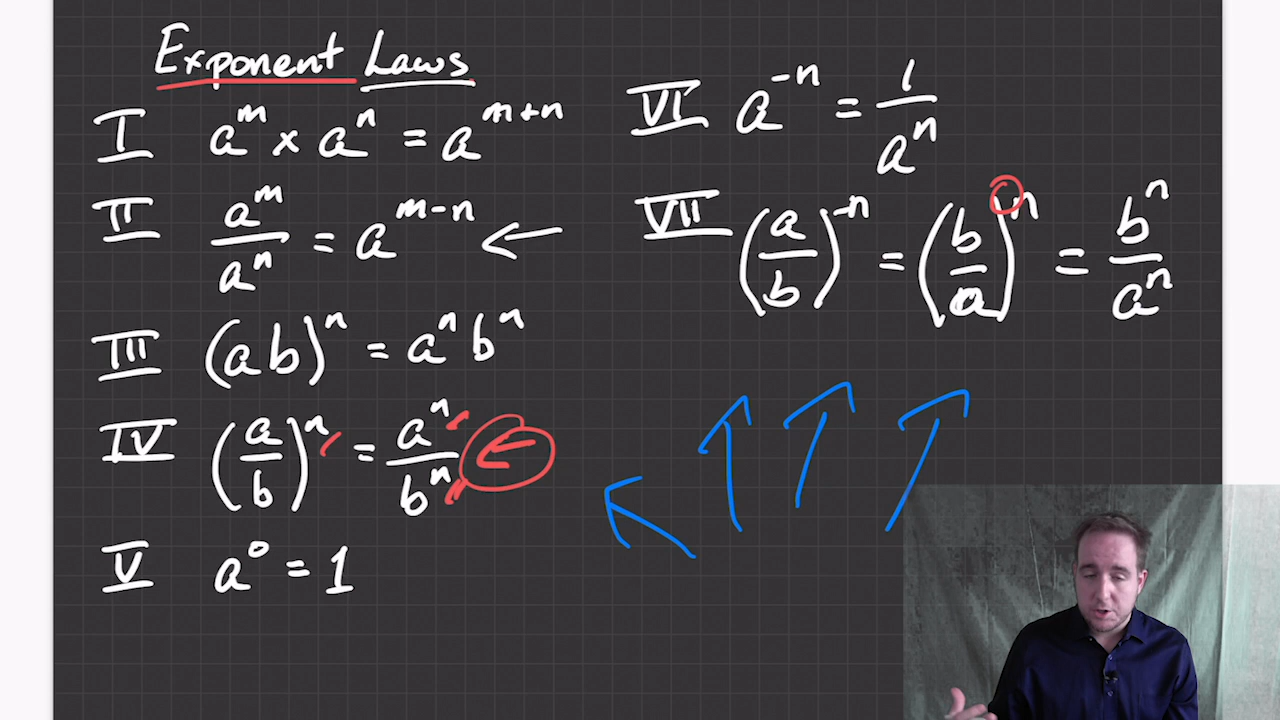 Exponent Laws
I a^m × a^n = a^(m+n)
II a^m / a^n = a^(m-n) ←
III (ab)^n = a^n b^n
IV (a/b)^n = a^n / b^n ←
V a^0 = 1
VI a^(-n) = 1 / a^n
VII (a/b)^(-n) = (b/a)^n = b^n / a^n